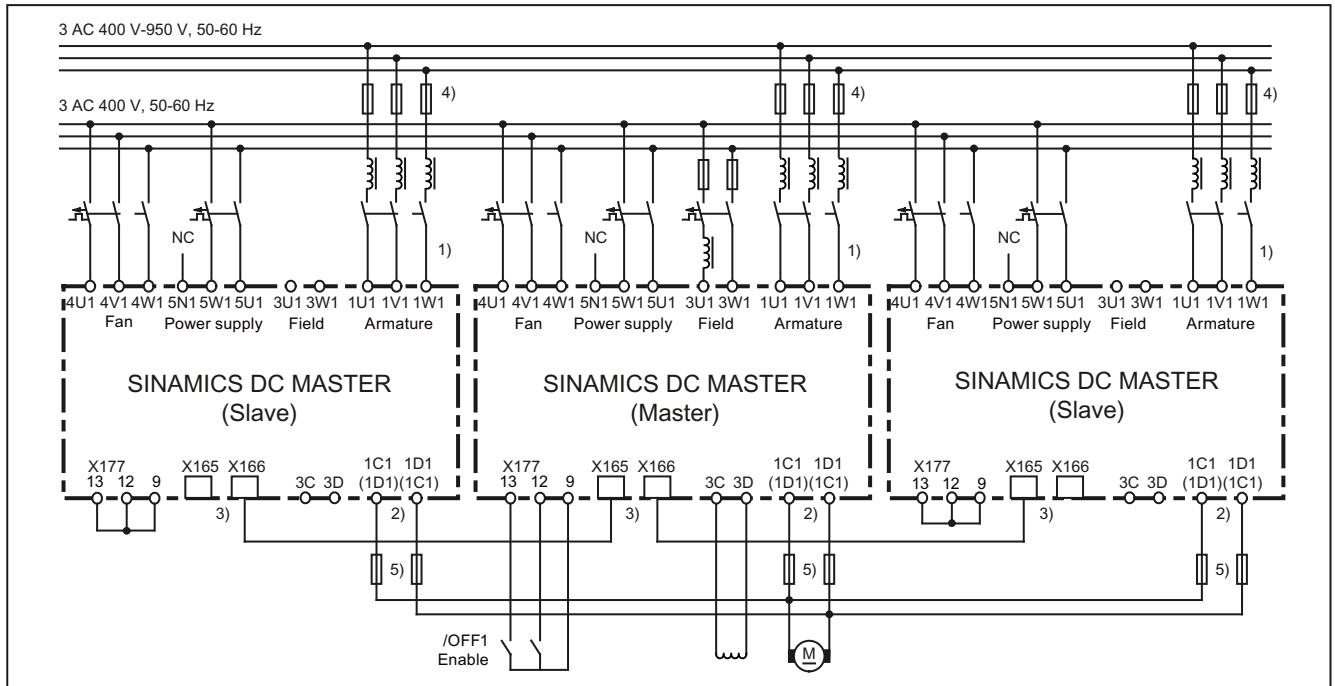 3 AC 400 V-950 V, 50-60 Hz
4) 4) 4)
3 AC 400 V, 50-60 Hz
NC NC NC
1) 1) 1)
4U1 4V1 4W1 5N1 5W1 5U1 3U1 3W1 1U1 1V1 1W1 4U1 4V1 4W1 5N1 5W1 5U1 3U1 3W1 1U1 1V1 1W1 4U1 4V1 4W1 5N1 5W1 5U1 3U1 3W1 1U1 1V1 1W1
Fan Power supply Field Armature Fan Power supply Field Armature Fan Power supply Field Armature
SINAMICS DC MASTER SINAMICS DC MASTER SINAMICS DC MASTER
(Slave) (Master) (Slave)
X177 X165 X166 1C1 1D1 X177 X165 X166 1C1 1D1 X177 X165 X166 1C1 1D1
13 12 9 3C 3D (1D1)(1C1) 13 12 9 3C 3D (1D1)(1C1) 13 12 9 3C 3D (1D1)(1C1)
3) 2) 3) 2) 3) 2)
5) 5) 5)
/OFF1
Enable
M